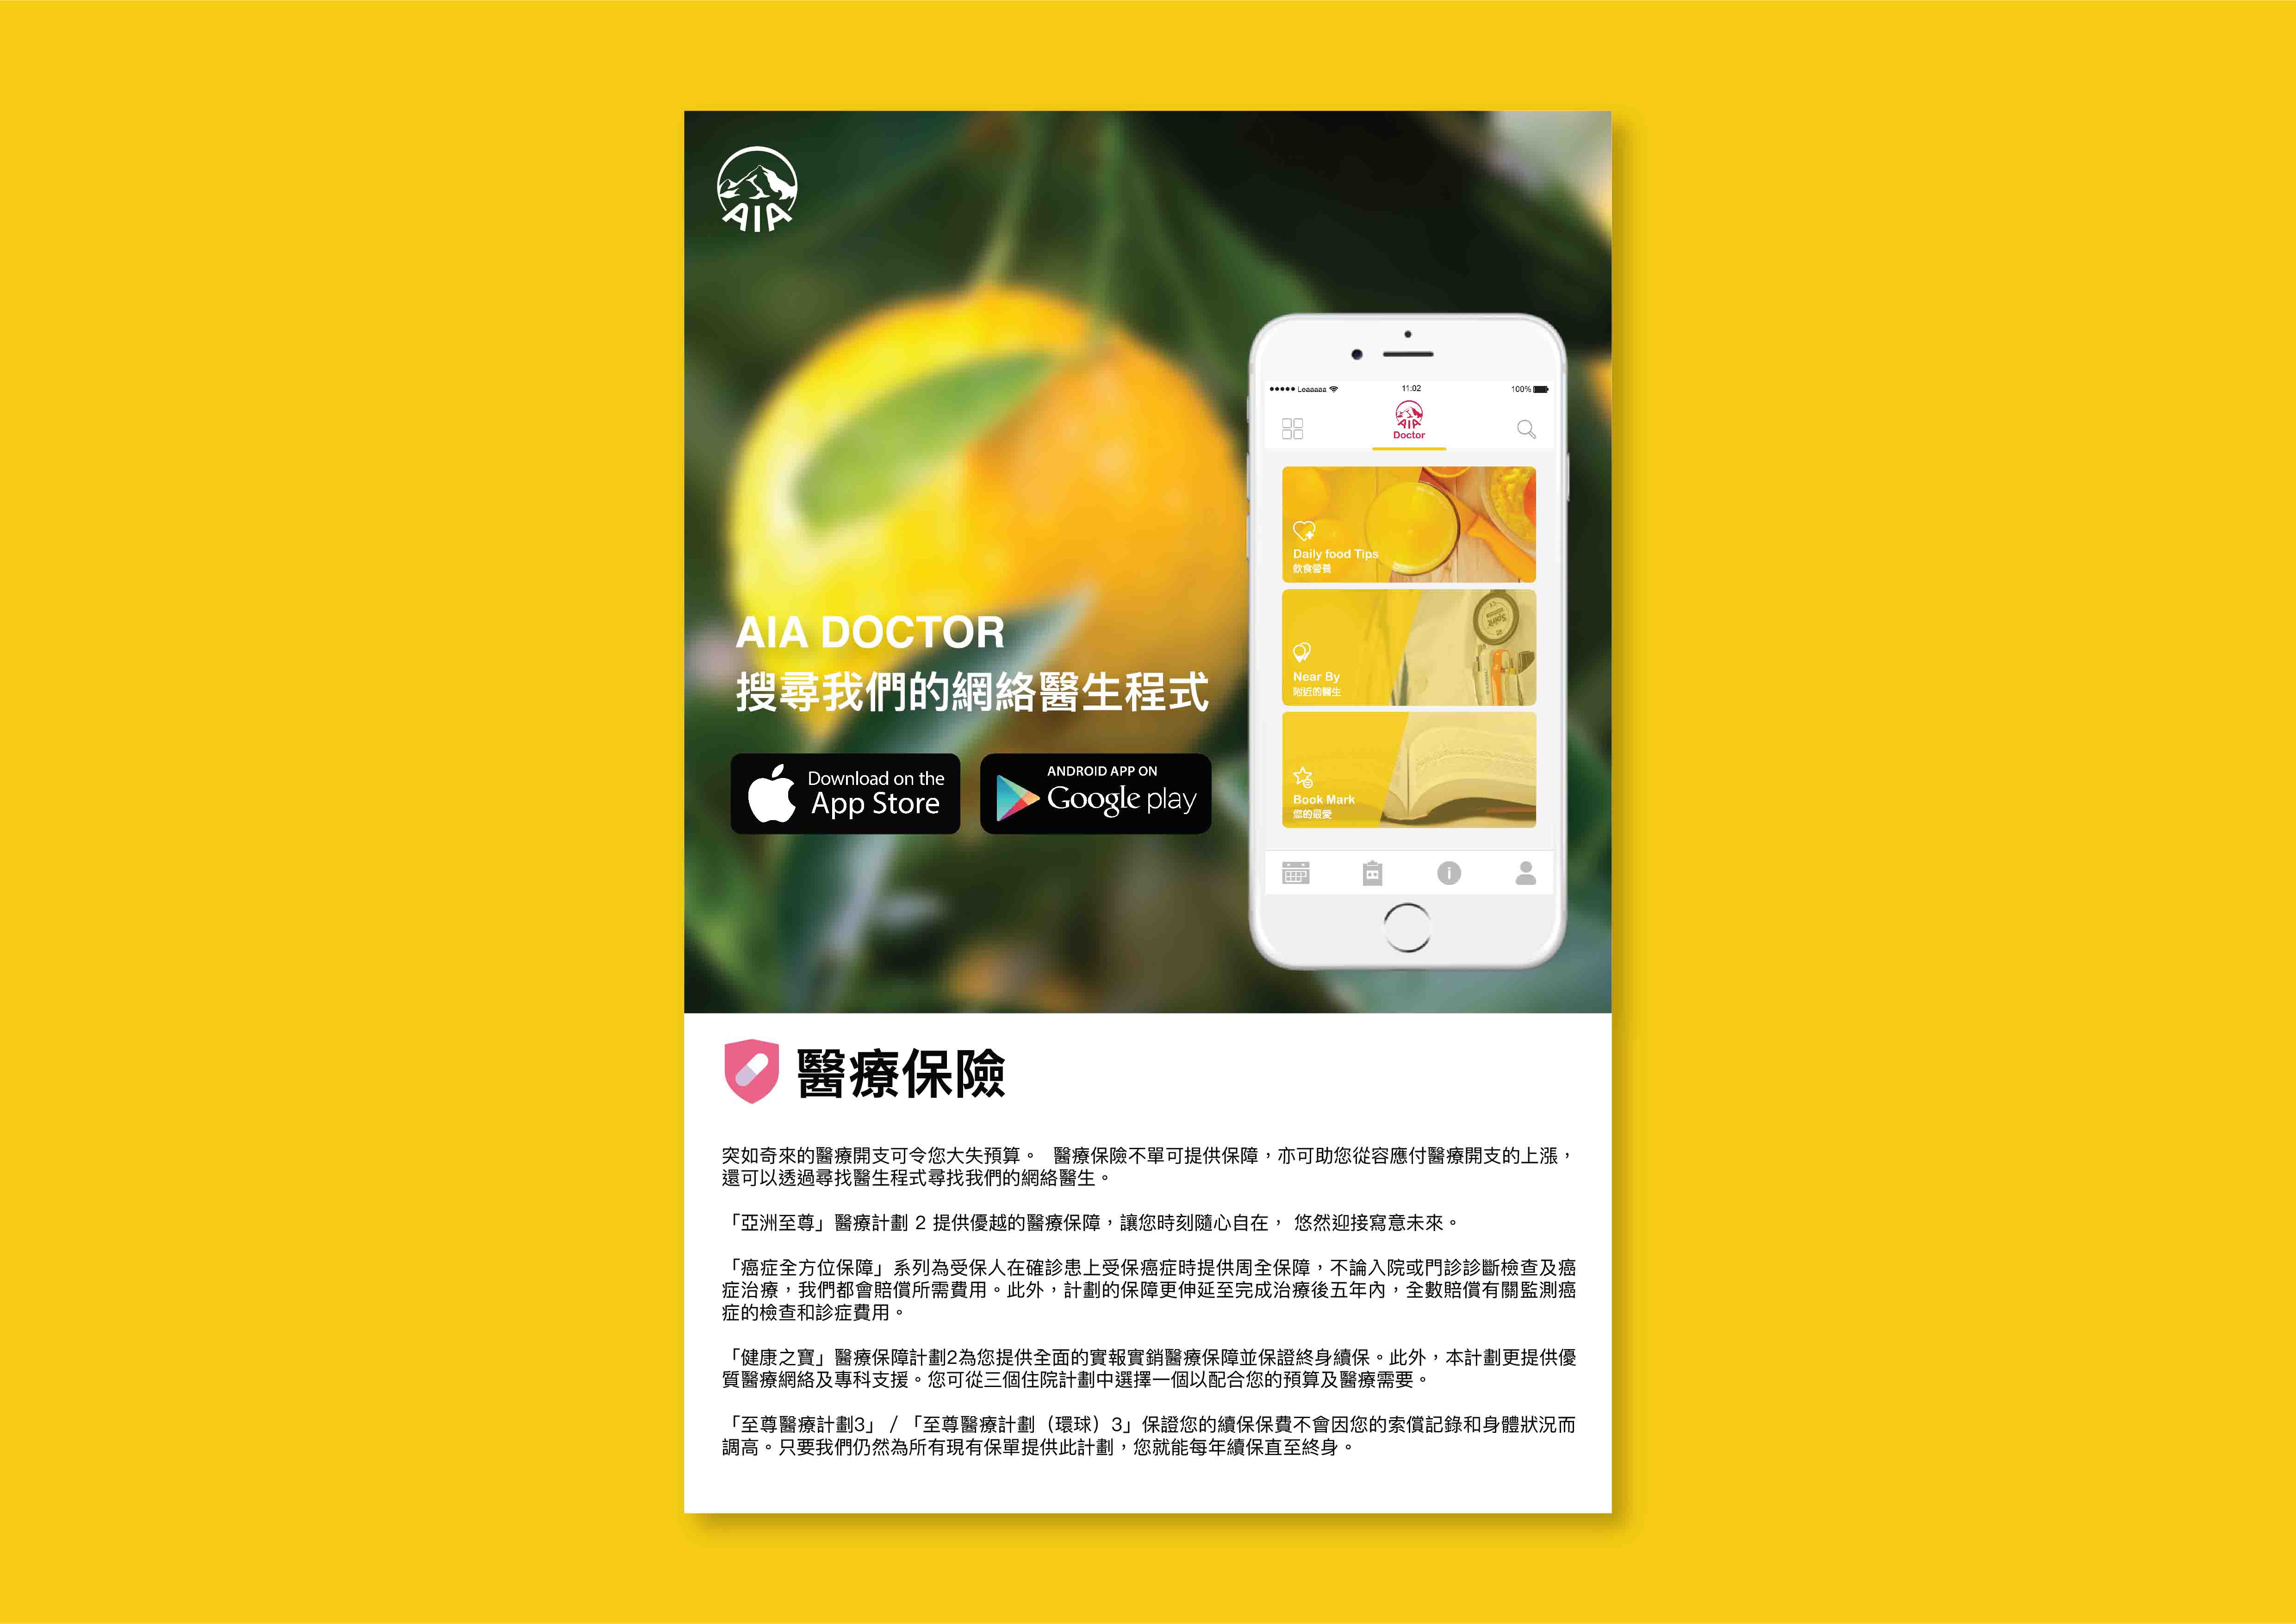 AIA
AIA DOCTOR
搜尋我們的網絡醫生程式
Download on the
App Store
ANDROID APP ON
Google play
Leaaaaa
11:02
100%
AIA
Doctor
Daily food Tips
飲食營養
Near By
附近的醫生
Book Mark
您的最愛
醫療保險
突如奇來的醫療開支可令您大失預算。 醫療保險不單可提供保障，亦可助您從容應付醫療開支的上漲，
還可以透過尋找醫生程式尋找我們的網絡醫生。
「亞洲至尊」醫療計劃 2 提供優越的醫療保障，讓您時刻隨心自在， 悠然迎接寫意未來。
「癌症全方位保障」系列為受保人在確診患上受保癌症時提供周全保障，不論入院或門診診斷檢查及癌
症治療，我們都會賠償所需費用。此外，計劃的保障更伸延至完成治療後五年內，全數賠償有關監測癌
症的檢查和診症費用。
「健康之寶」醫療保障計劃2為您提供全面的實報實銷醫療保障並保證終身續保。此外，本計劃更提供優
質醫療網絡及專科支援。您可從三個住院計劃中選擇一個以配合您的預算及醫療需要。
「至尊醫療計劃3」 / 「至尊醫療計劃（環球）3」保證您的續保保費不會因您的索償記錄和身體狀況而
調高。只要我們仍然為所有現有保單提供此計劃，您就能每年續保直至終身。